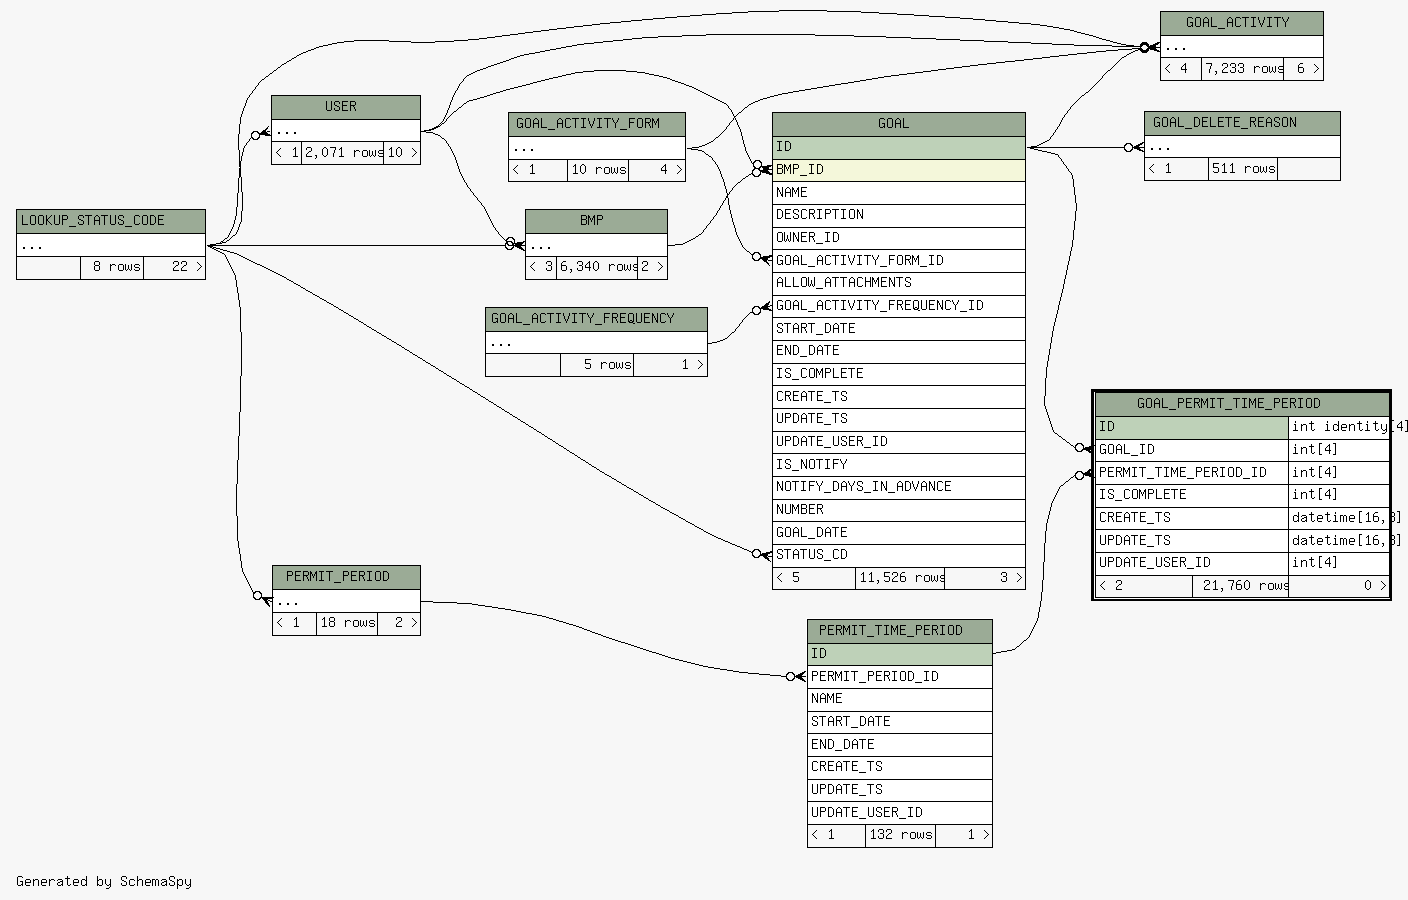 GOAL_ACTIVITY
...
< 4 7,233 rows 6 >
USER
...
< 1 2,071 rows 10 >
GOAL_ACTIVITY_FORM
...
< 1 10 rows 4 >
GOAL_DELETE_REASON
...
< 1 511 rows
LOOKUP_STATUS_CODE
...
8 rows 22 >
BMP
...
< 3 6,340 rows 2 >
GOAL_ACTIVITY_FREQUENCY
...
5 rows 1 >
GOAL
ID
BMP_ID
NAME
DESCRIPTION
OWNER_ID
GOAL_ACTIVITY_FORM_ID
ALLOW_ATTACHMENTS
GOAL_ACTIVITY_FREQUENCY_ID
START_DATE
END_DATE
IS_COMPLETE
CREATE_TS
UPDATE_TS
UPDATE_USER_ID
IS_NOTIFY
NOTIFY_DAYS_IN_ADVANCE
NUMBER
GOAL_DATE
STATUS_CD
< 5 11,526 rows 3 >
GOAL_PERMIT_TIME_PERIOD
ID int identity[4]
GOAL_ID int[4]
PERMIT_TIME_PERIOD_ID int[4]
IS_COMPLETE int[4]
CREATE_TS datetime[16,3]
UPDATE_TS datetime[16,3]
UPDATE_USER_ID int[4]
< 2 21,760 rows 0 >
PERMIT_PERIOD
...
< 1 18 rows 2 >
PERMIT_TIME_PERIOD
ID
PERMIT_PERIOD_ID
NAME
START_DATE
END_DATE
CREATE_TS
UPDATE_TS
UPDATE_USER_ID
< 1 132 rows 1 >
Generated by SchemaSpy